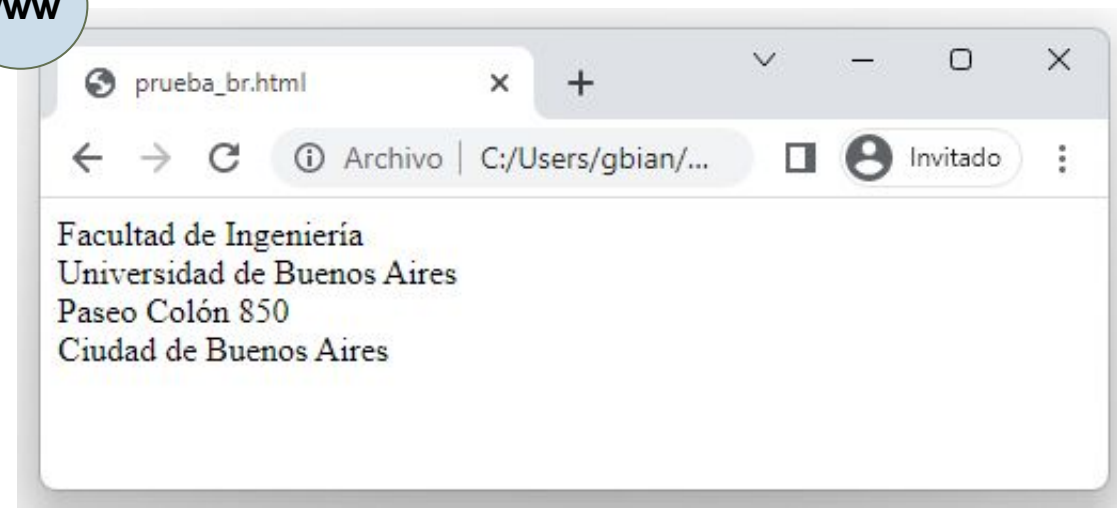 prueba_br.html
Archivo | C:/Users/gbian/... Invitado
Facultad de Ingeniería
Universidad de Buenos Aires
Paseo Colón 850
Ciudad de Buenos Aires